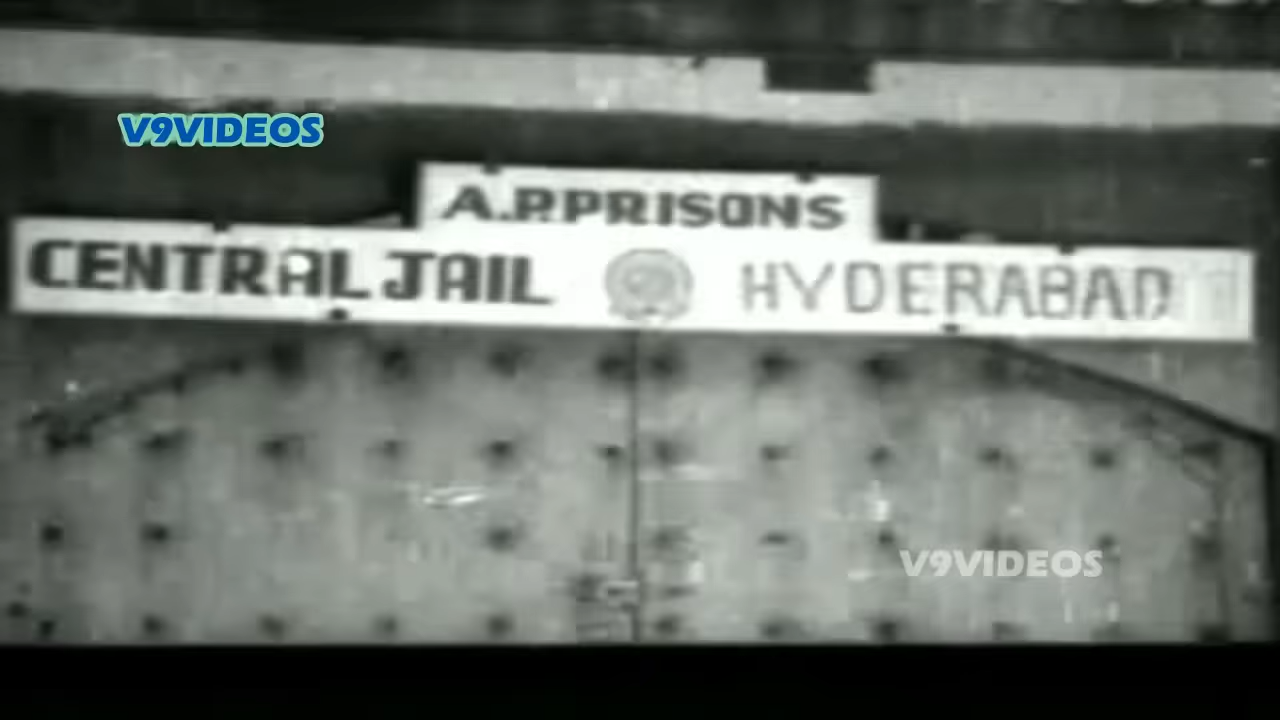 V9VIDEOS
A.P.PRISONS
CENTRAL JAIL HYDERABAD
V9VIDEOS